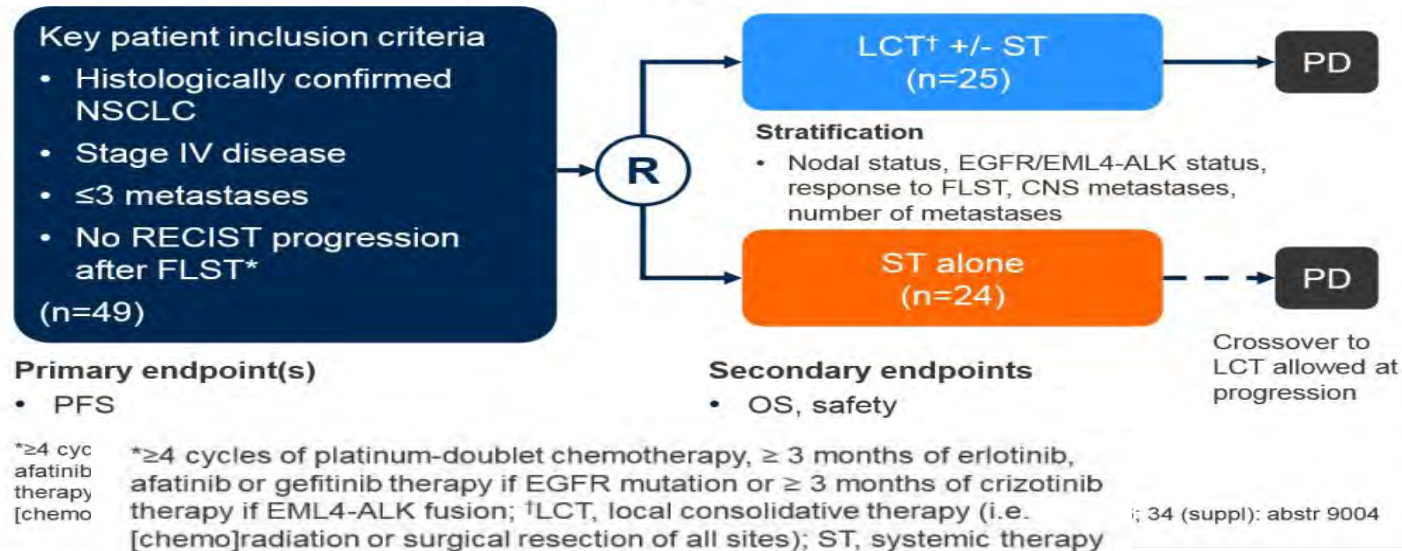 Key patient inclusion criteria
• Histologically confirmed
NSCLC
• Stage IV disease
• ≤3 metastases
• No RECIST progression
after FLST*
(n=49)
R
LCT† +/- ST
(n=25)
PD
Stratification
• Nodal status, EGFR/EML4-ALK status,
response to FLST, CNS metastases,
number of metastases
ST alone
(n=24)
PD
Crossover to
LCT allowed at
progression
Primary endpoint(s)
• PFS
Secondary endpoints
• OS, safety
*≥4 cyc
afatinib
therapy
[chemo
*≥4 cycles of platinum-doublet chemotherapy, ≥ 3 months of erlotinib,
afatinib or gefitinib therapy if EGFR mutation or ≥ 3 months of crizotinib
therapy if EML4-ALK fusion; †LCT, local consolidative therapy (i.e.
[chemo]radiation or surgical resection of all sites); ST, systemic therapy
; 34 (suppl): abstr 9004